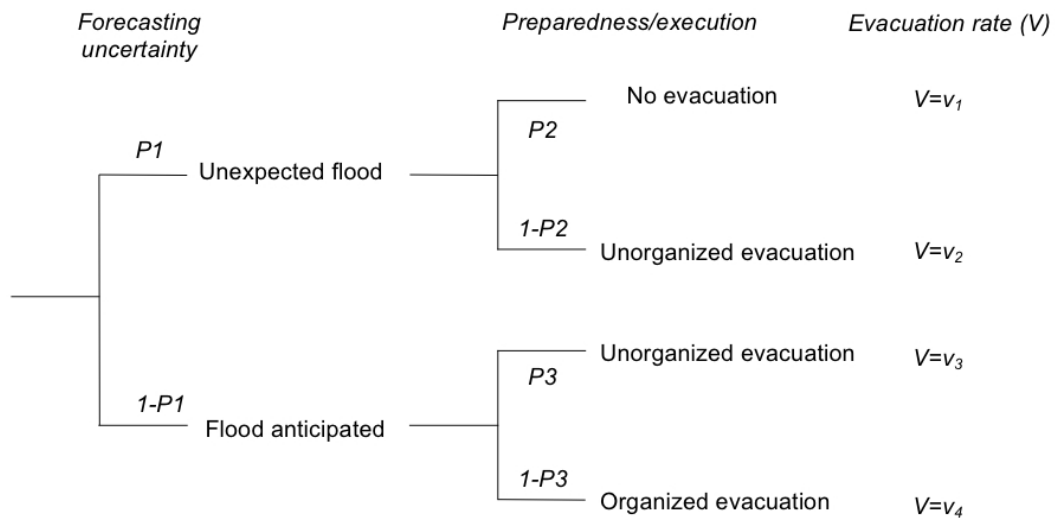 Forecasting
uncertainty
Preparedness/execution
Evacuation rate (V)
No evacuation
V=v1
P2
P1
Unexpected flood
1-P2
Unorganized evacuation
V=v2
Unorganized evacuation
V=v3
P3
1-P1
Flood anticipated
1-P3
Organized evacuation
V=v4